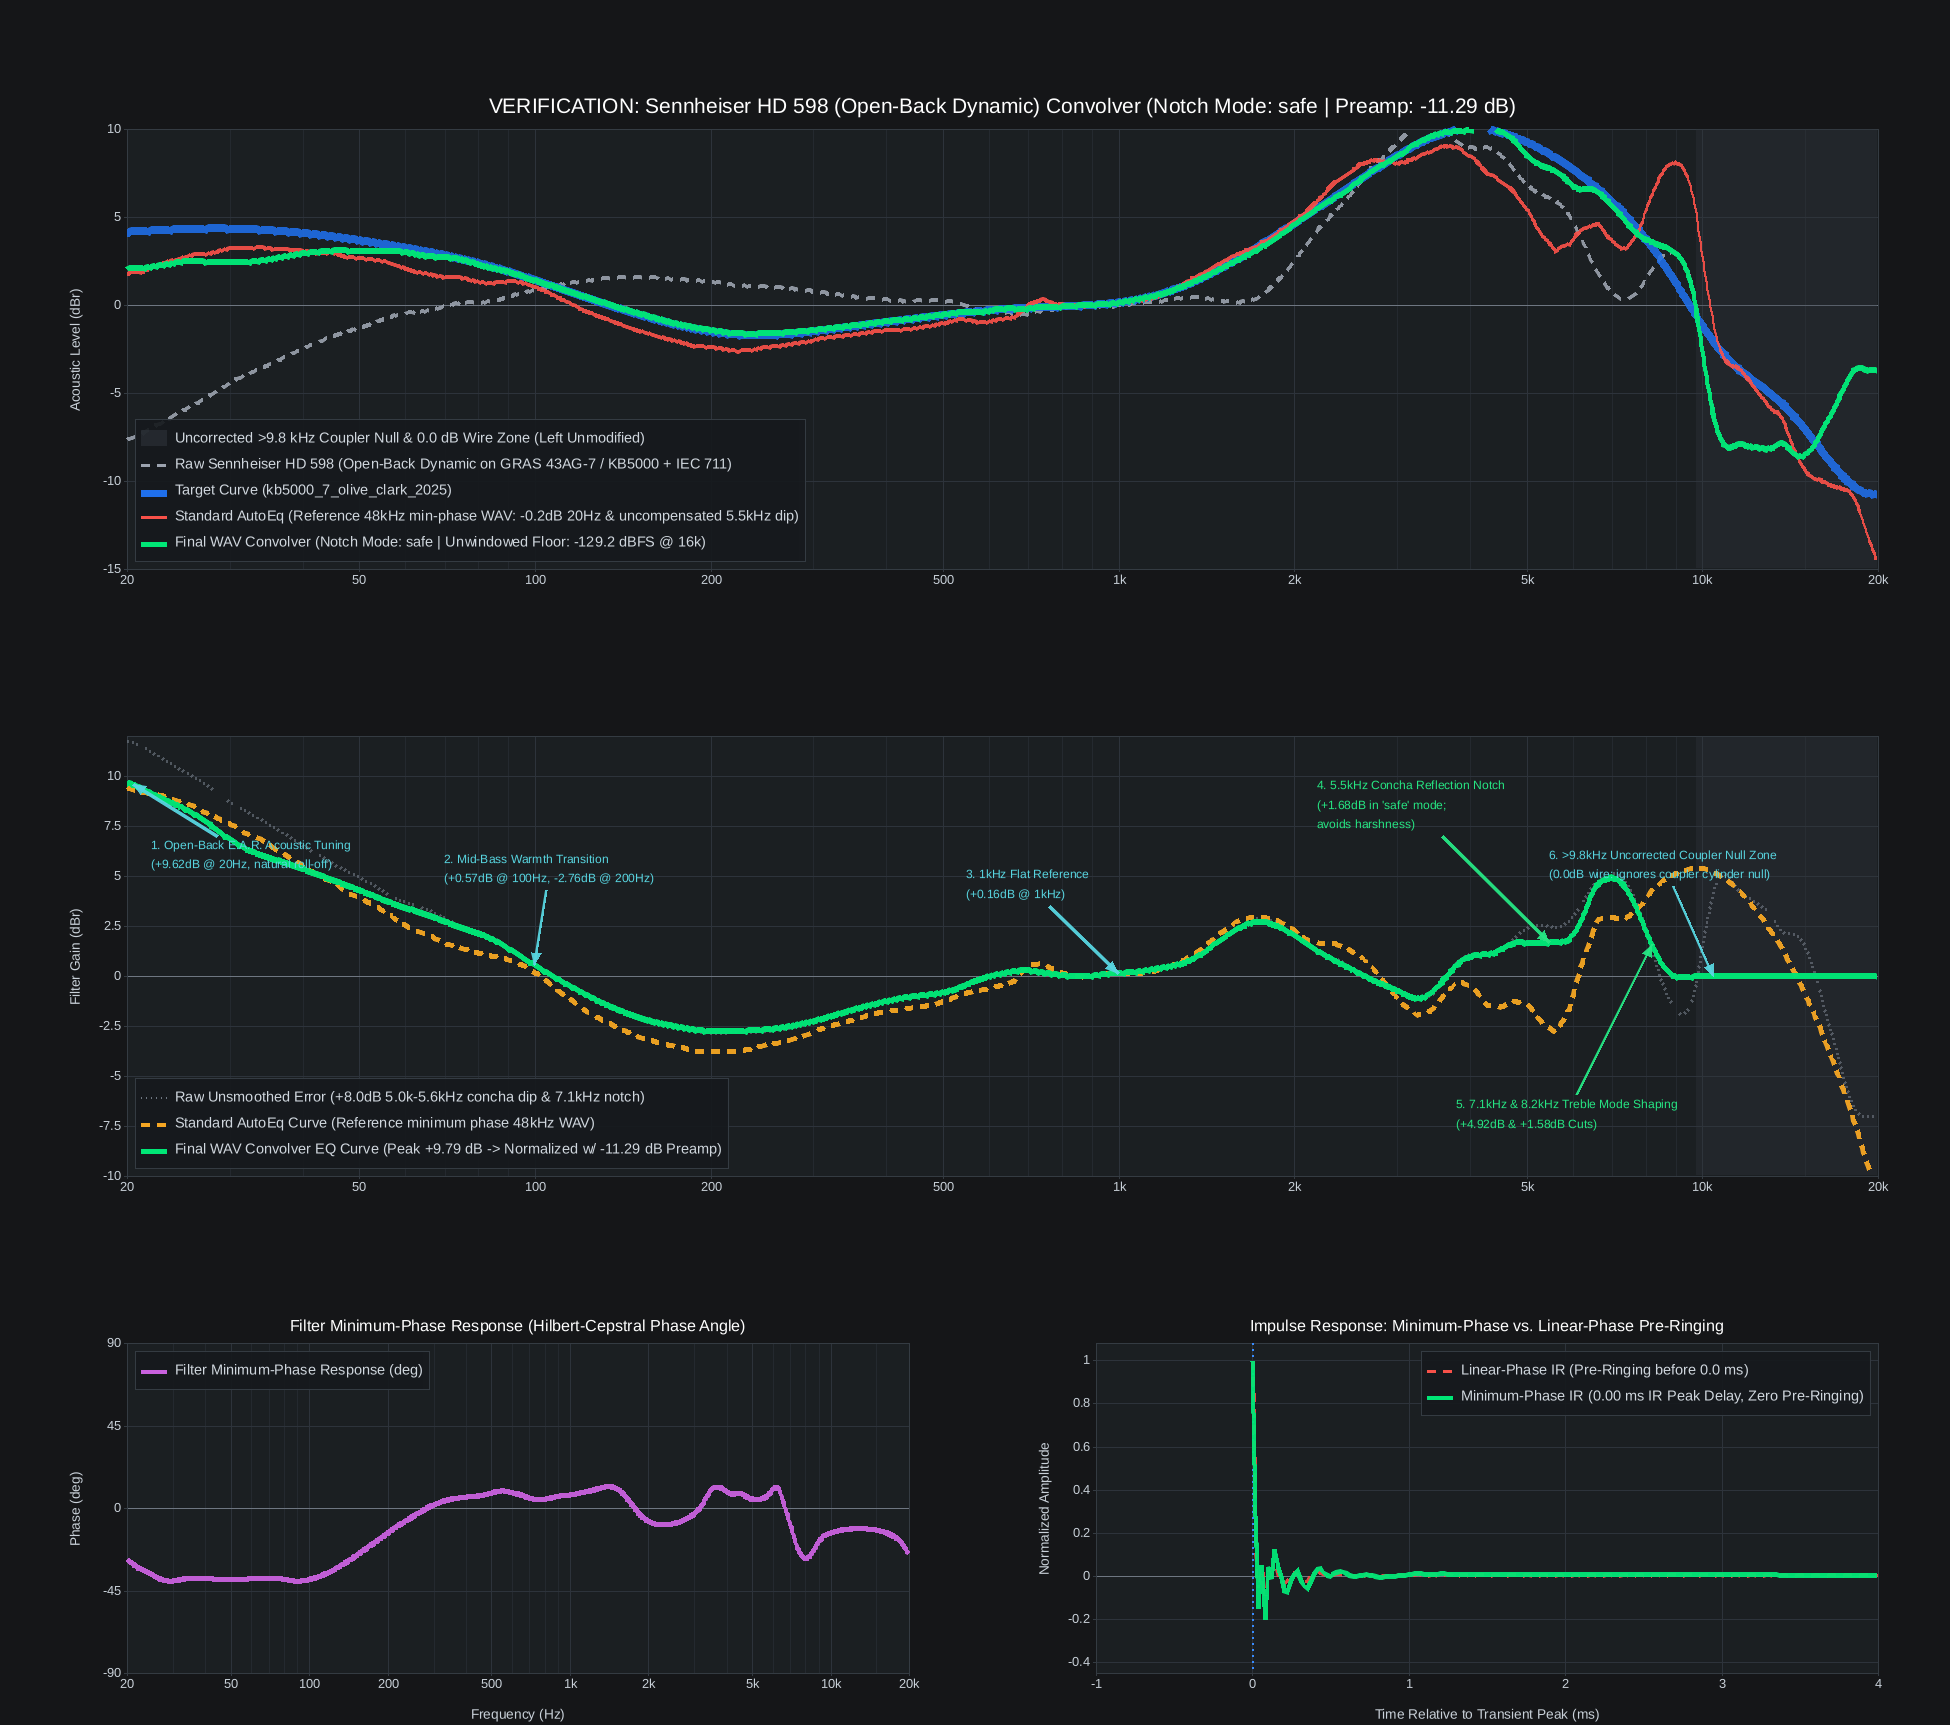 VERIFICATION: Sennheiser HD 598 (Open-Back Dynamic) Convolver (Notch Mode: safe | Preamp: -11.29 dB)
10
5
0
-5
-10
-15
Acoustic Level (dBr)
Uncorrected >9.8 kHz Coupler Null & 0.0 dB Wire Zone (Left Unmodified)
Raw Sennheiser HD 598 (Open-Back Dynamic on GRAS 43AG-7 / KB5000 + IEC 711)
Target Curve (kb5000_7_olive_clark_2025)
Standard AutoEq (Reference 48kHz min-phase WAV: -0.2dB 20Hz & uncompensated 5.5kHz dip)
Final WAV Convolver (Notch Mode: safe | Unwindowed Floor: -129.2 dBFS @ 16k)
20 50 100 200 500 1k 2k 5k 10k 20k
10
7.5
5
2.5
0
-2.5
-5
-7.5
-10
Filter Gain (dBr)
1. Open-Back E.A.R. Acoustic Tuning
(+9.62dB @ 20Hz, natural roll-off)
2. Mid-Bass Warmth Transition
(+0.57dB @ 100Hz, -2.76dB @ 200Hz)
3. 1kHz Flat Reference
(+0.16dB @ 1kHz)
4. 5.5kHz Concha Reflection Notch
(+1.68dB in 'safe' mode;
avoids harshness)
6. >9.8kHz Uncorrected Coupler Null Zone
(0.0dB wire; ignores coupler cylinder null)
5. 7.1kHz & 8.2kHz Treble Mode Shaping
(+4.92dB & +1.58dB Cuts)
Raw Unsmoothed Error (+8.0dB 5.0k-5.6kHz concha dip & 7.1kHz notch)
Standard AutoEq Curve (Reference minimum phase 48kHz WAV)
Final WAV Convolver EQ Curve (Peak +9.79 dB -> Normalized w/ -11.29 dB Preamp)
20 50 100 200 500 1k 2k 5k 10k 20k
Filter Minimum-Phase Response (Hilbert-Cepstral Phase Angle)
90
45
0
-45
-90
Phase (deg)
Filter Minimum-Phase Response (deg)
20 50 100 200 500 1k 2k 5k 10k 20k
Frequency (Hz)
Impulse Response: Minimum-Phase vs. Linear-Phase Pre-Ringing
1
0.8
0.6
0.4
0.2
0
-0.2
-0.4
Normalized Amplitude
Linear-Phase IR (Pre-Ringing before 0.0 ms)
Minimum-Phase IR (0.00 ms IR Peak Delay, Zero Pre-Ringing)
-1 0 1 2 3 4
Time Relative to Transient Peak (ms)